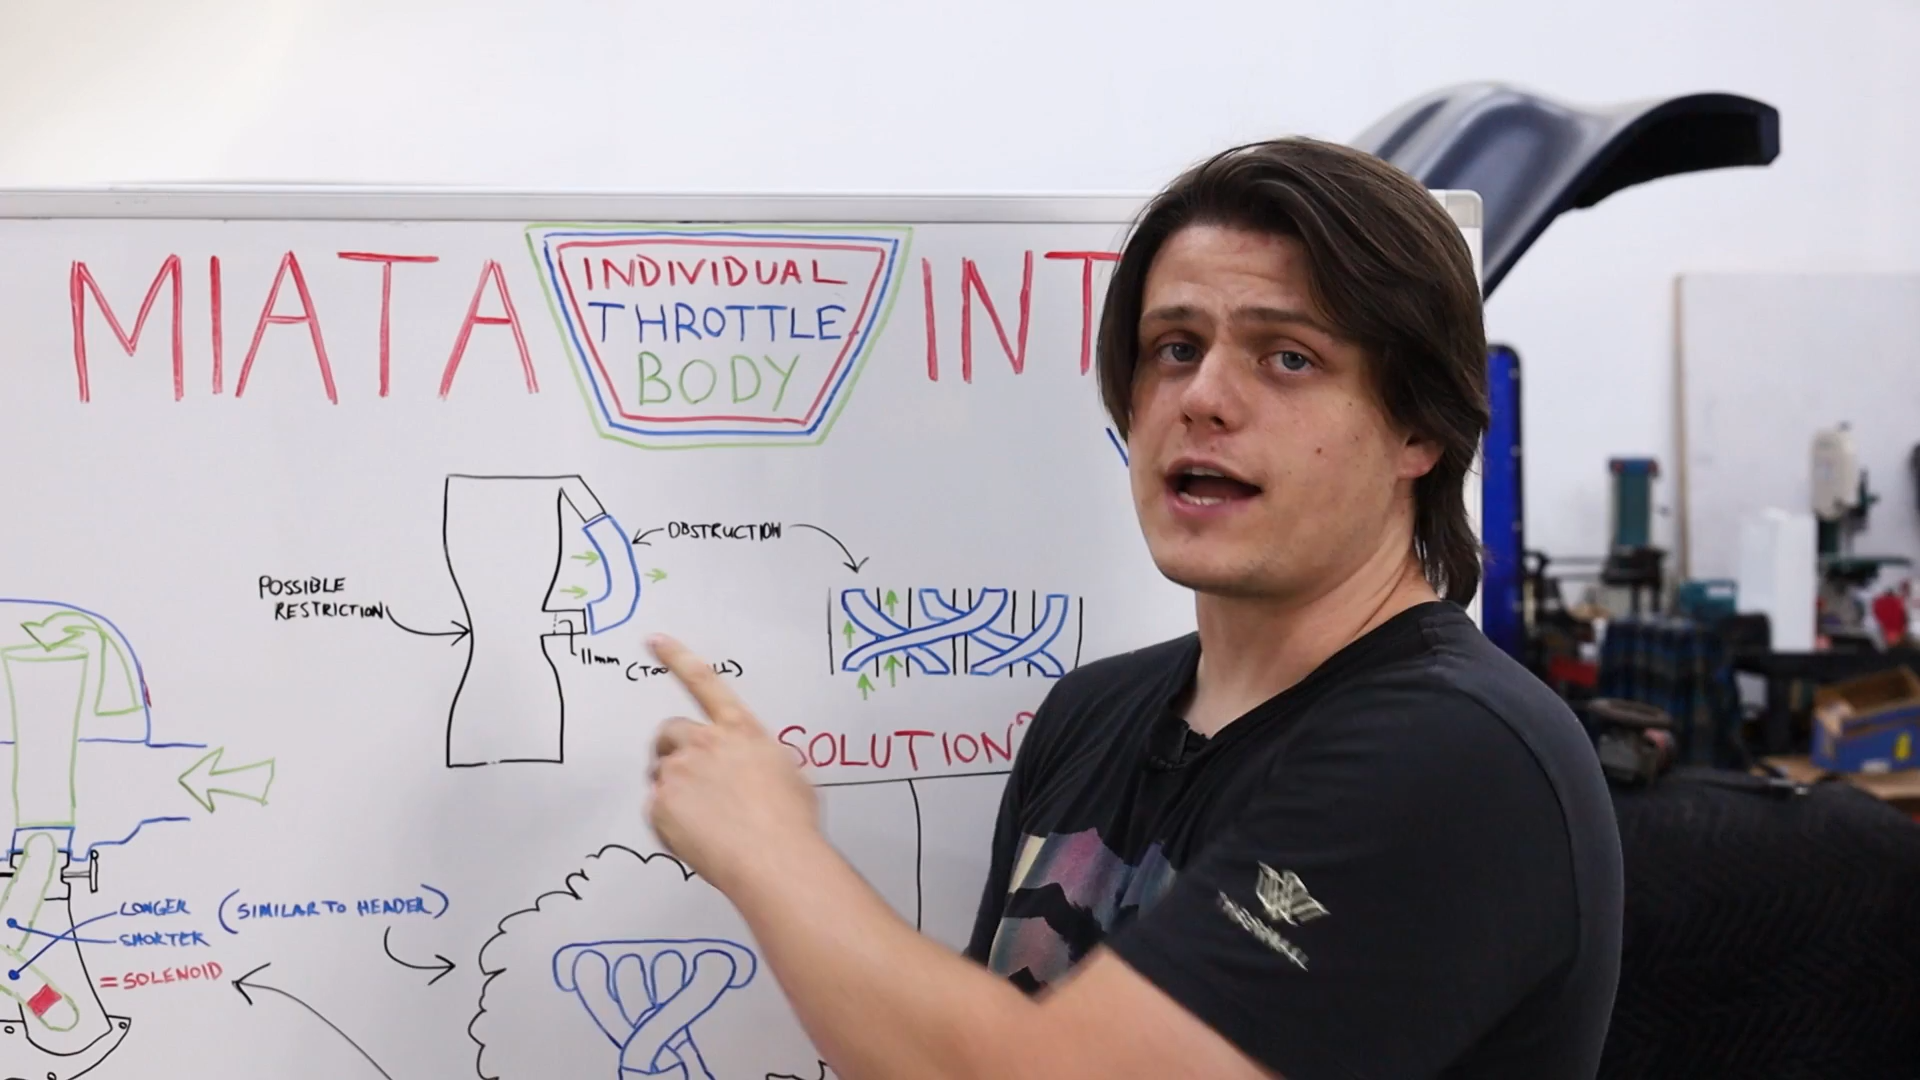 MIATA
INDIVIDUAL
THROTTLE
BODY
INT
OBSTRUCTION
POSSIBLE
RESTRICTION
11mm
SOLUTION?
LONGER (SIMILAR TO HEADER)
SHORTER
= SOLENOID